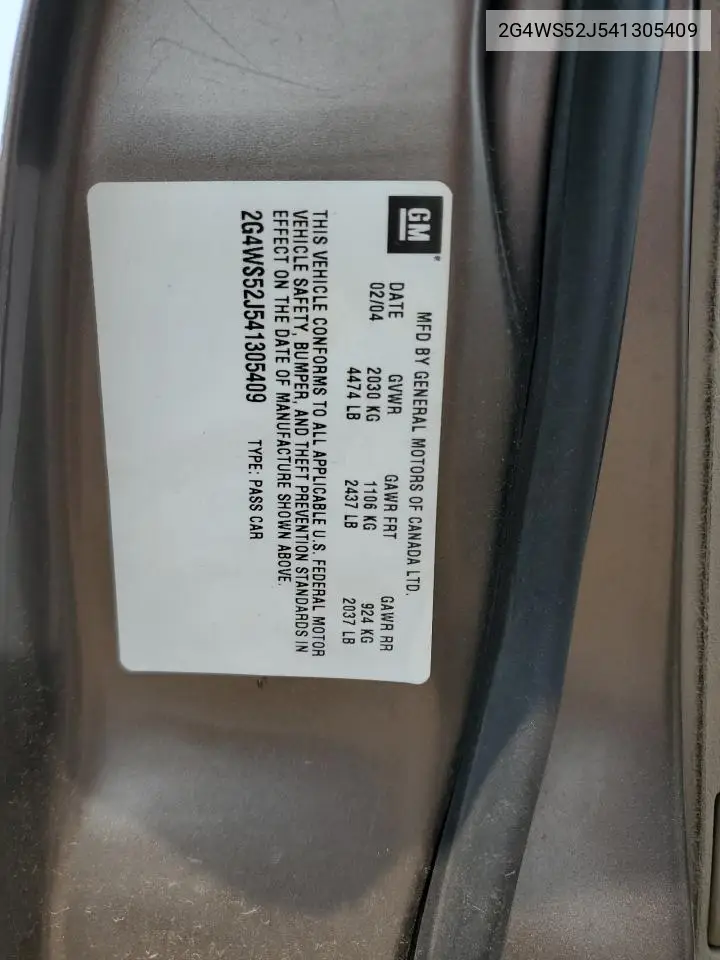 2G4WS52J541305409
GM
MFD BY GENERAL MOTORS OF CANADA LTD.
DATE GVWR GAWR FRT GAWR RR
02/04 2030 KG 1106 KG 924 KG
4474 LB 2437 LB 2037 LB
THIS VEHICLE CONFORMS TO ALL APPLICABLE U.S. FEDERAL MOTOR
VEHICLE SAFETY, BUMPER, AND THEFT PREVENTION STANDARDS IN
EFFECT ON THE DATE OF MANUFACTURE SHOWN ABOVE.
2G4WS52J541305409 TYPE: PASS CAR